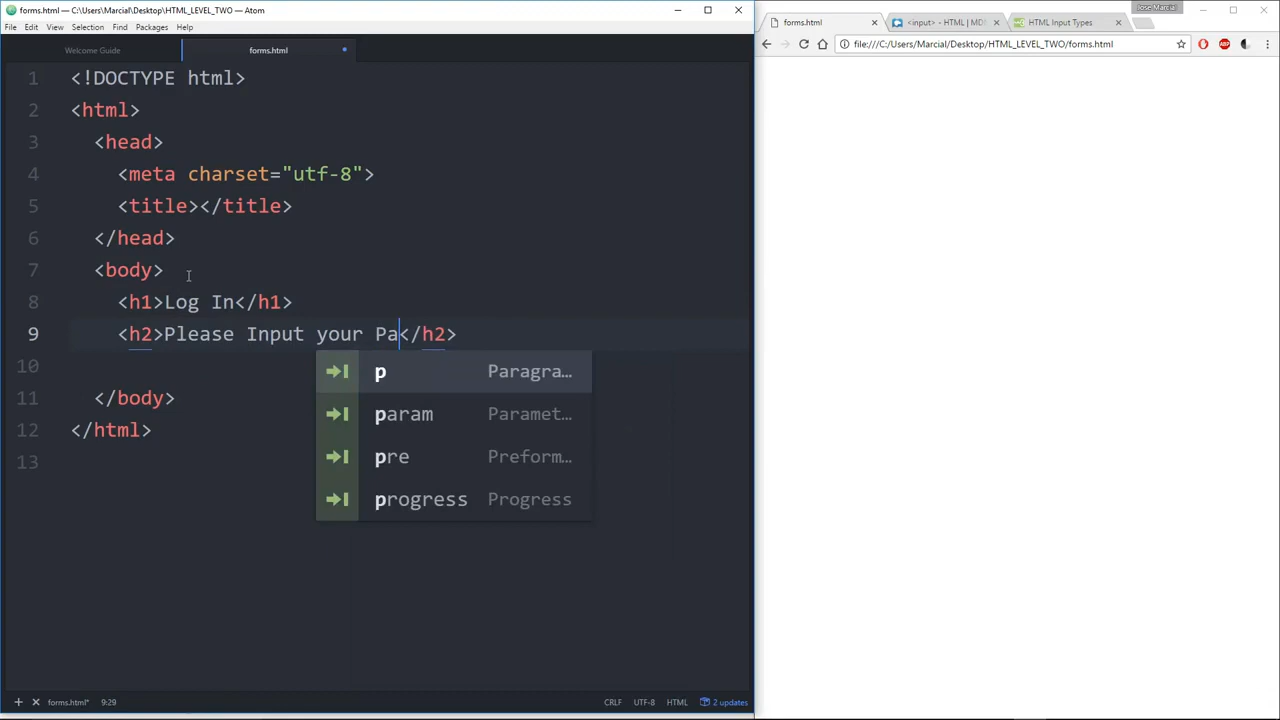 forms.html — C:\Users\Marcial\Desktop\HTML_LEVEL_TWO — Atom
File Edit View Selection Find Packages Help
Welcome Guide forms.html
1 <!DOCTYPE html>
2 <html>
3 <head>
4 <meta charset="utf-8">
5 <title></title>
6 </head>
7 <body>
8 <h1>Log In</h1>
9 <h2>Please Input your Pa</h2>
10
11 </body>
12 </html>
13
p Paragra…
param Paramet…
pre Preform…
progress Progress
forms.html* 9:29 CRLF UTF-8 HTML 2 updates
Jose Marcial
forms.html <input> - HTML | MD HTML Input Types
file:///C:/Users/Marcial/Desktop/HTML_LEVEL_TWO/forms.html
ABP